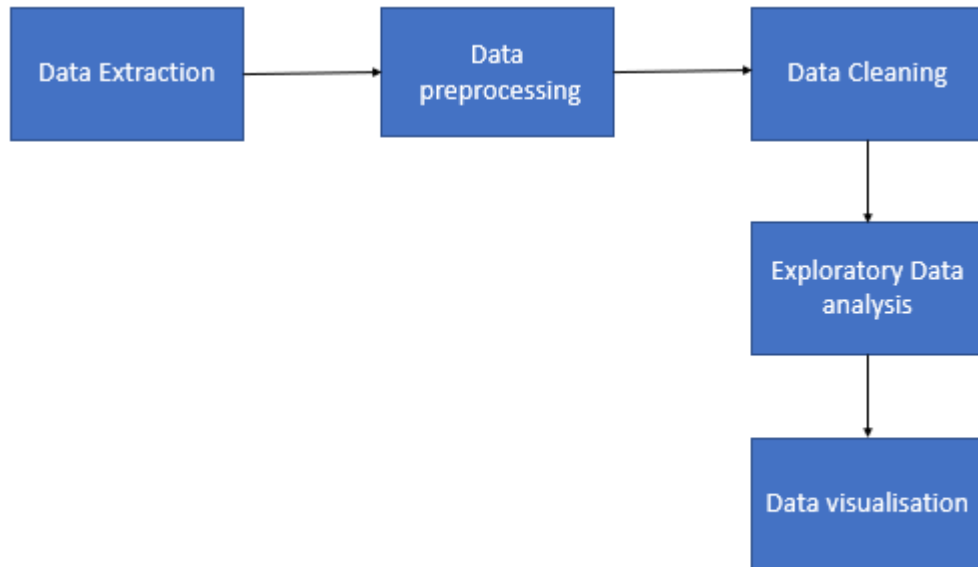 Data Extraction
Data
preprocessing
Data Cleaning
Exploratory Data
analysis
Data visualisation